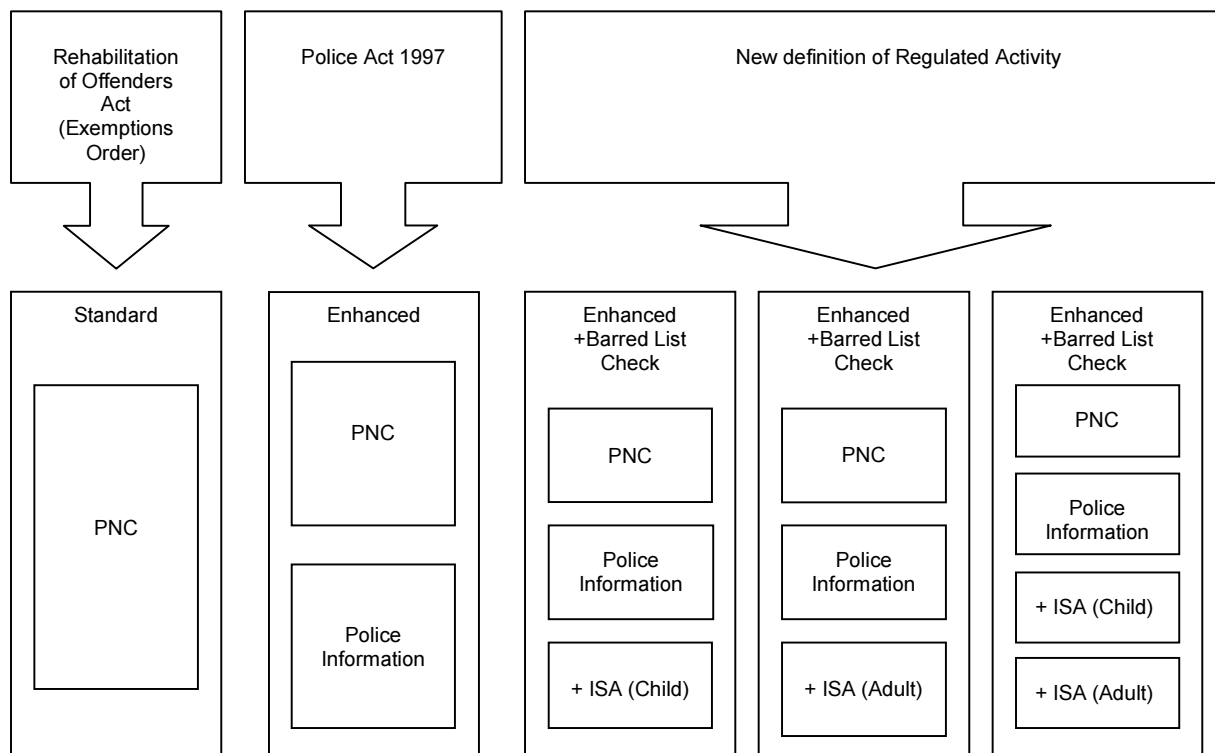 Rehabilitation
of Offenders
Act
(Exemptions
Order)
Police Act 1997
New definition of Regulated Activity
Standard
PNC
Enhanced
PNC
Police
Information
Enhanced
+Barred List
Check
PNC
Police
Information
+ ISA (Child)
Enhanced
+Barred List
Check
PNC
Police
Information
+ ISA (Adult)
Enhanced
+Barred List
Check
PNC
Police
Information
+ ISA (Child)
+ ISA (Adult)